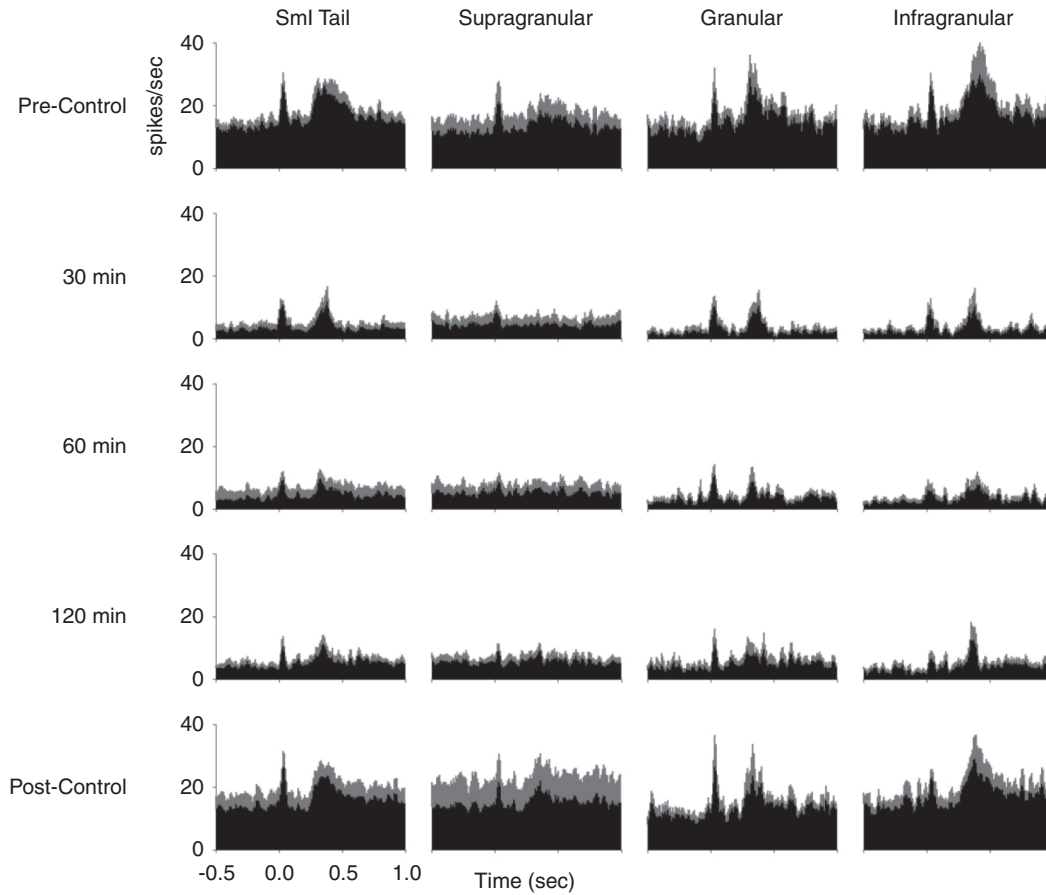 SmI Tail
Supragranular
Granular
Infragranular
Pre-Control
spikes/sec
40
20
0
30 min
40
20
0
60 min
40
20
0
120 min
40
20
0
Post-Control
40
20
0
-0.5 0.0 0.5 1.0
Time (sec)